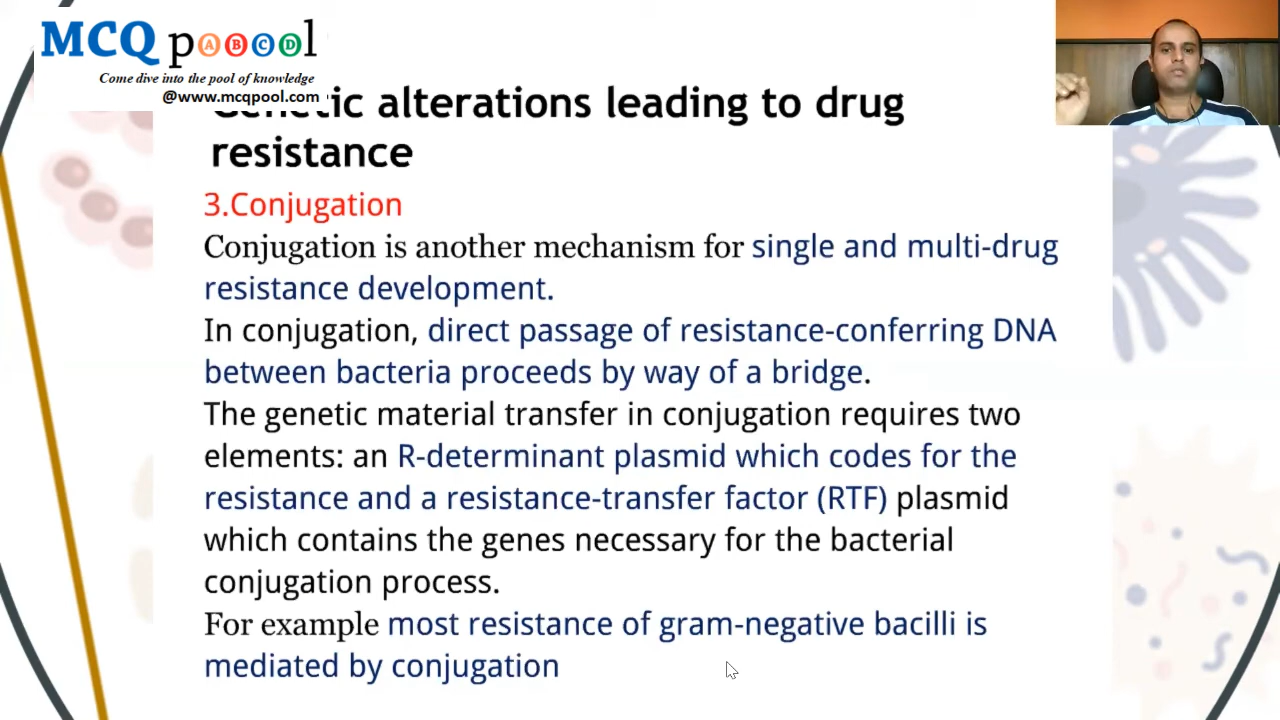 MCQ pooool
A B C D
Come dive into the pool of knowledge
@www.mcqpool.com
Genetic alterations leading to drug
resistance
3.Conjugation
Conjugation is another mechanism for single and multi-drug
resistance development.
In conjugation, direct passage of resistance-conferring DNA
between bacteria proceeds by way of a bridge.
The genetic material transfer in conjugation requires two
elements: an R-determinant plasmid which codes for the
resistance and a resistance-transfer factor (RTF) plasmid
which contains the genes necessary for the bacterial
conjugation process.
For example most resistance of gram-negative bacilli is
mediated by conjugation